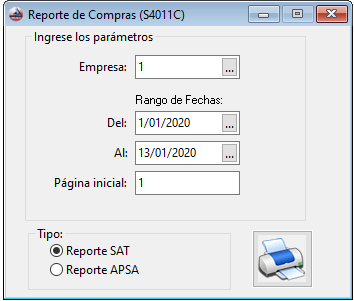 Reporte de Compras (S4011C)
Ingrese los parámetros
Empresa: 1 ...
Rango de Fechas:
Del: 1/01/2020 ...
Al: 13/01/2020 ...
Página inicial: 1
Tipo:
Reporte SAT
Reporte APSA